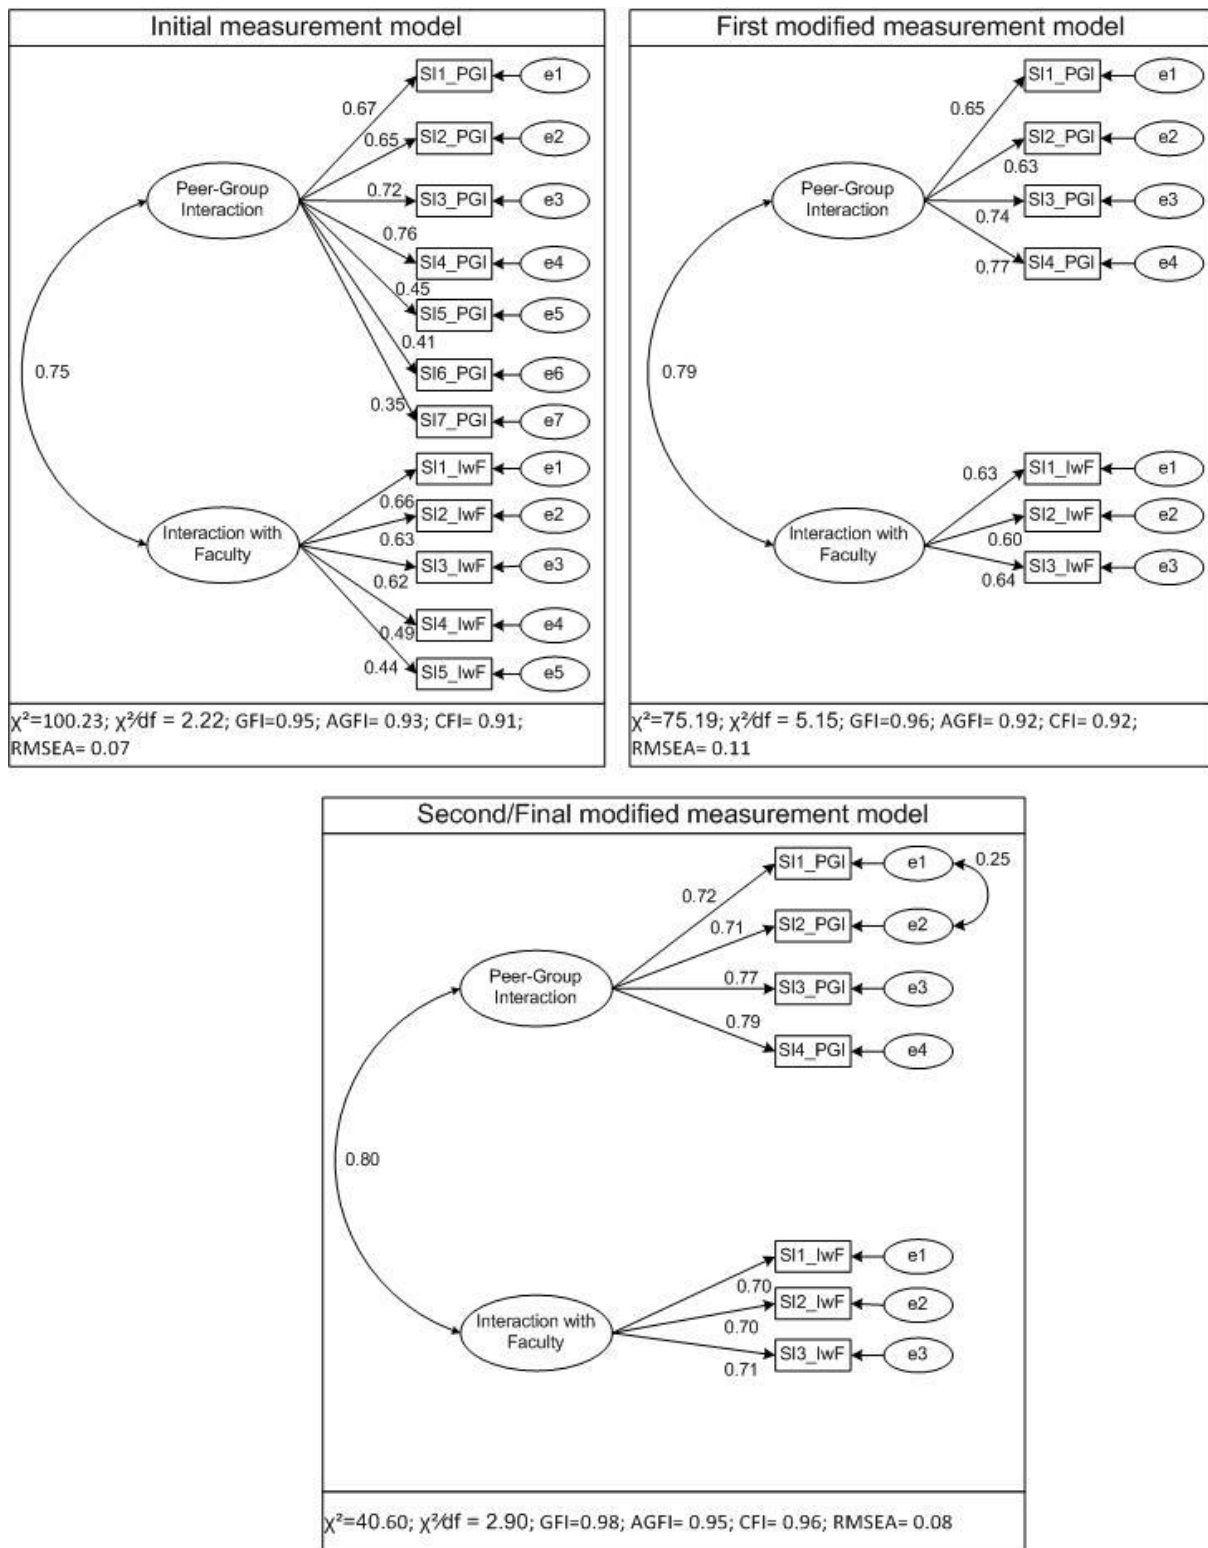 Initial measurement model
SI1_PGI
e1
0.67
SI2_PGI
e2
0.65
Peer-Group
Interaction
SI3_PGI
e3
0.72
SI4_PGI
e4
0.76
SI5_PGI
e5
0.45
SI6_PGI
e6
0.41
SI7_PGI
e7
0.35
0.75
SI1_IwF
e1
0.66
SI2_IwF
e2
0.63
Interaction with
Faculty
SI3_IwF
e3
0.62
SI4_IwF
e4
0.49
SI5_IwF
e5
0.44
χ²=100.23; χ²⁄df = 2.22; GFI=0.95; AGFI= 0.93; CFI= 0.91;
RMSEA= 0.07
First modified measurement model
SI1_PGI
e1
0.65
SI2_PGI
e2
0.63
Peer-Group
Interaction
SI3_PGI
e3
0.74
SI4_PGI
e4
0.77
0.79
SI1_IwF
e1
0.63
SI2_IwF
e2
0.60
Interaction with
Faculty
SI3_IwF
e3
0.64
χ²=75.19; χ²⁄df = 5.15; GFI=0.96; AGFI= 0.92; CFI= 0.92;
RMSEA= 0.11
Second/Final modified measurement model
SI1_PGI
e1
0.25
0.72
SI2_PGI
e2
0.71
Peer-Group
Interaction
SI3_PGI
e3
0.77
SI4_PGI
e4
0.79
0.80
SI1_IwF
e1
0.70
SI2_IwF
e2
0.70
Interaction with
Faculty
SI3_IwF
e3
0.71
χ²=40.60; χ²⁄df = 2.90; GFI=0.98; AGFI= 0.95; CFI= 0.96; RMSEA= 0.08